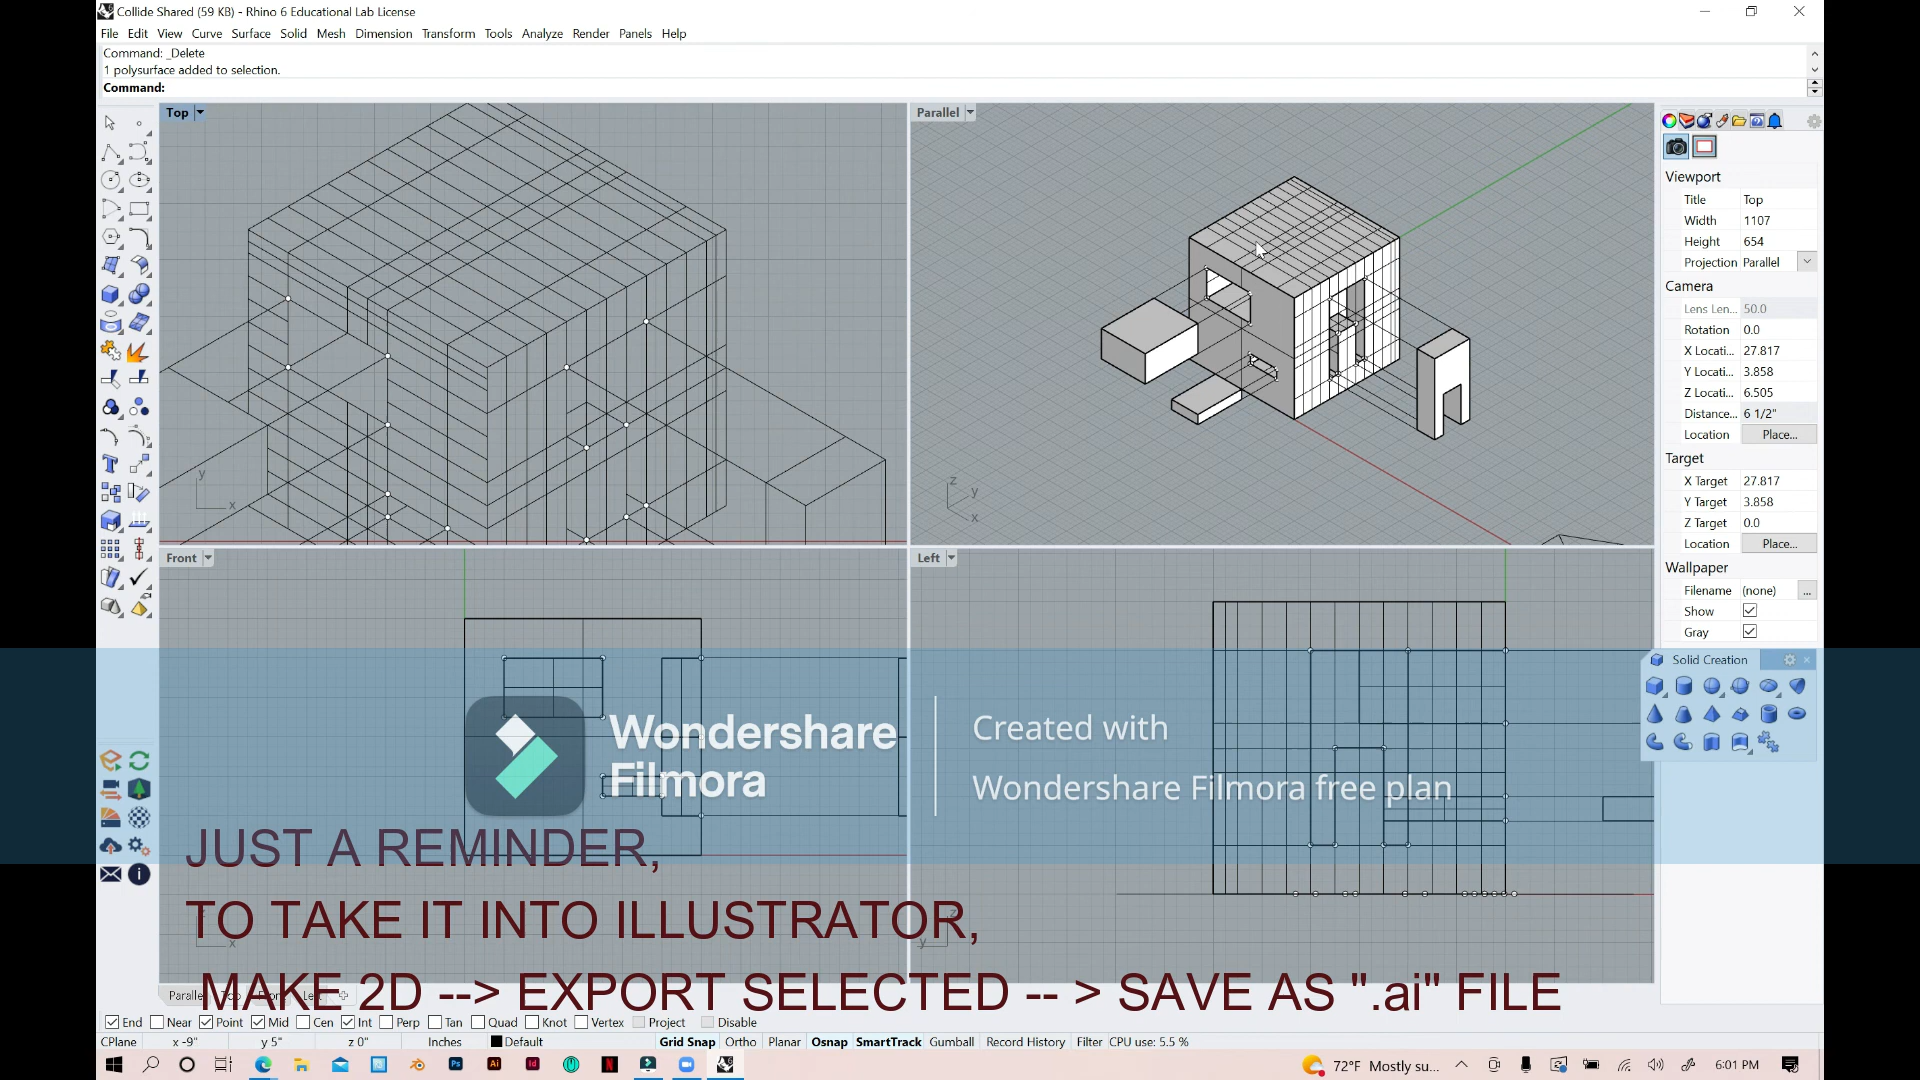 Collide Shared (59 KB) - Rhino 6 Educational Lab License
File Edit View Curve Surface Solid Mesh Dimension Transform Tools Analyze Render Panels Help
Command: _Delete
1 polysurface added to selection.
Command:
Top
Parallel
Viewport
Title Top
Width 1107
Height 654
Projection Parallel
Camera
Lens Len... 50.0
Rotation 0.0
X Locati... 27.817
Y Locati... 3.858
Z Locati... 6.505
Distance... 6 1/2"
Location Place...
Target
X Target 27.817
Y Target 3.858
Z Target 0.0
Location Place...
Wallpaper
Filename (none) ...
Show
Gray
y
x
z
y
x
Front
Left
Solid Creation
Wondershare
Filmora
Created with
Wondershare Filmora free plan
JUST A REMINDER,
TO TAKE IT INTO ILLUSTRATOR,
MAKE 2D --> EXPORT SELECTED -- > SAVE AS ".ai" FILE
x
y
End Near Point Mid Cen Int Perp Tan Quad Knot Vertex Project Disable
CPlane x -9" y 5" z 0" Inches Default Grid Snap Ortho Planar Osnap SmartTrack Gumball Record History Filter CPU use: 5.5 %
Ps Ai Id N
72°F Mostly su... 6:01 PM